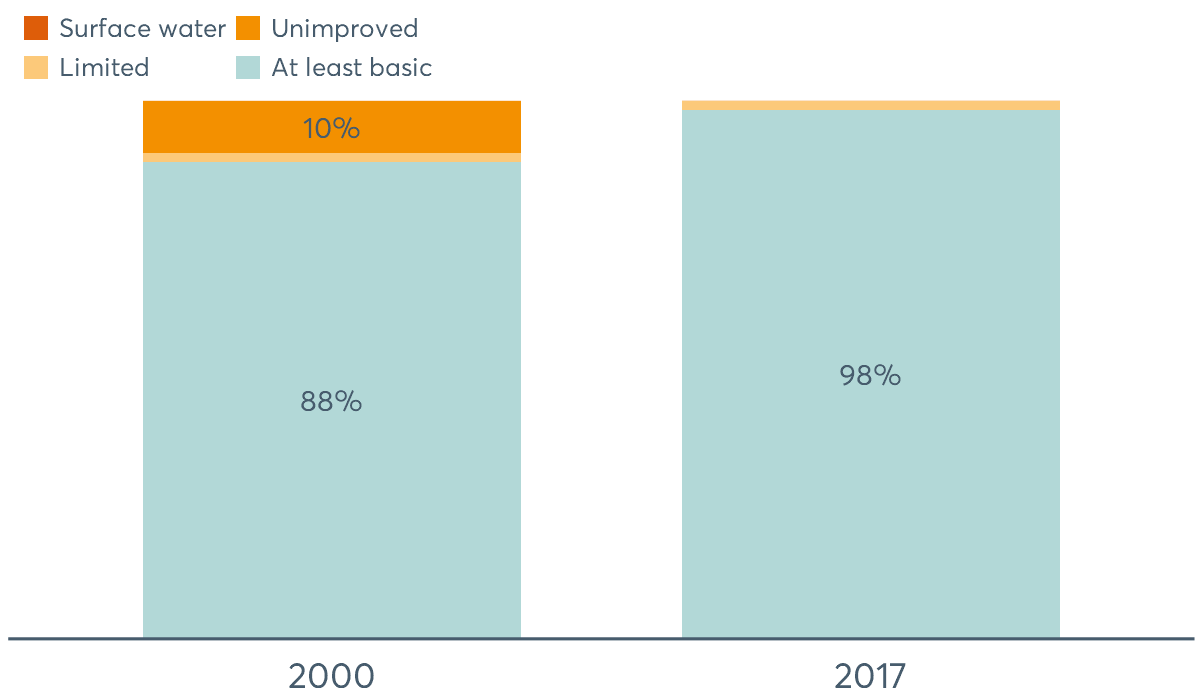 Surface water Unimproved
Limited At least basic
10%
88%
98%
2000 2017